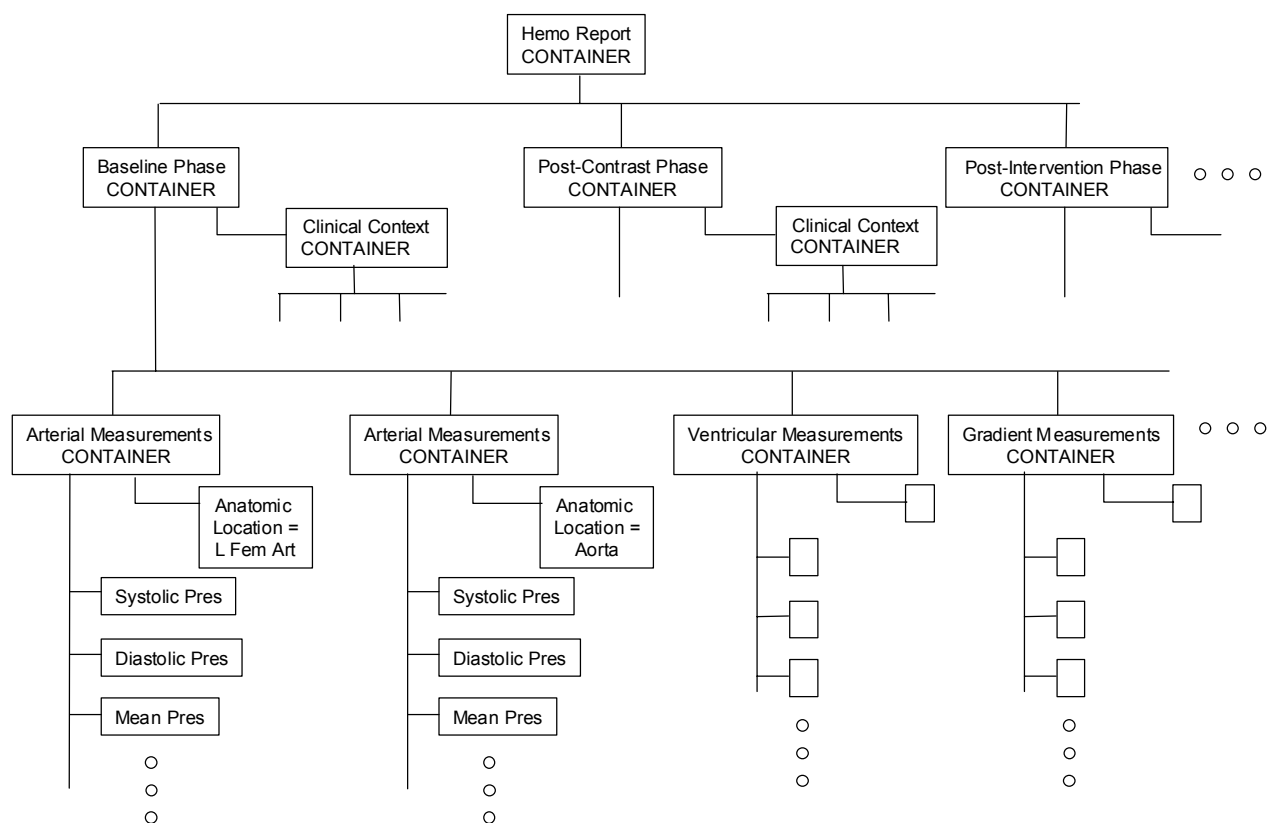 Hemo Report
CONTAINER
Baseline Phase
CONTAINER
Post-Contrast Phase
CONTAINER
Post-Intervention Phase
CONTAINER
Clinical Context
CONTAINER
Clinical Context
CONTAINER
Arterial Measurements
CONTAINER
Arterial Measurements
CONTAINER
Ventricular Measurements
CONTAINER
Gradient Measurements
CONTAINER
Anatomic
Location =
L Fem Art
Anatomic
Location =
Aorta
Systolic Pres
Systolic Pres
Diastolic Pres
Diastolic Pres
Mean Pres
Mean Pres